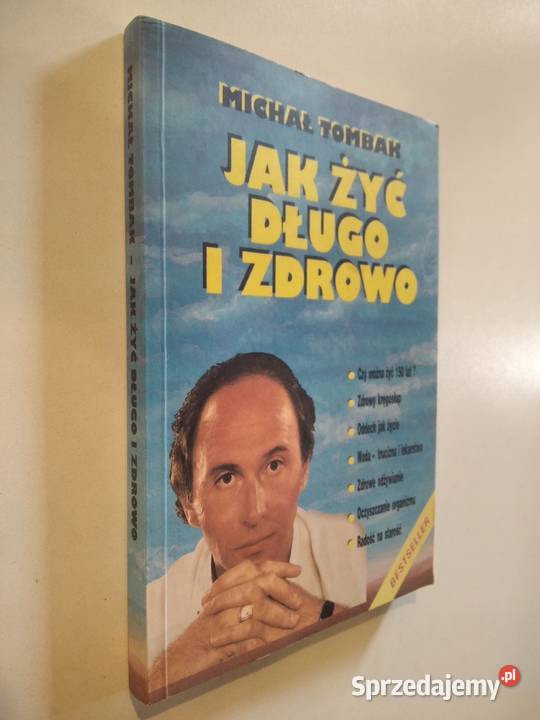 MICHAŁ TOMBAK – JAK ŻYĆ DŁUGO I ZDROWO
MICHAŁ TOMBAK
JAK ŻYĆ
DŁUGO
I ZDROWO
Czy można żyć 150 lat ?
Zdrowy kręgosłup
Oddech jak życie
Woda - trucizna i lekarstwo
Zdrowe odżywianie
Oczyszczanie organizmu
Radość na starość
BESTSELLER
Sprzedajemy.pl